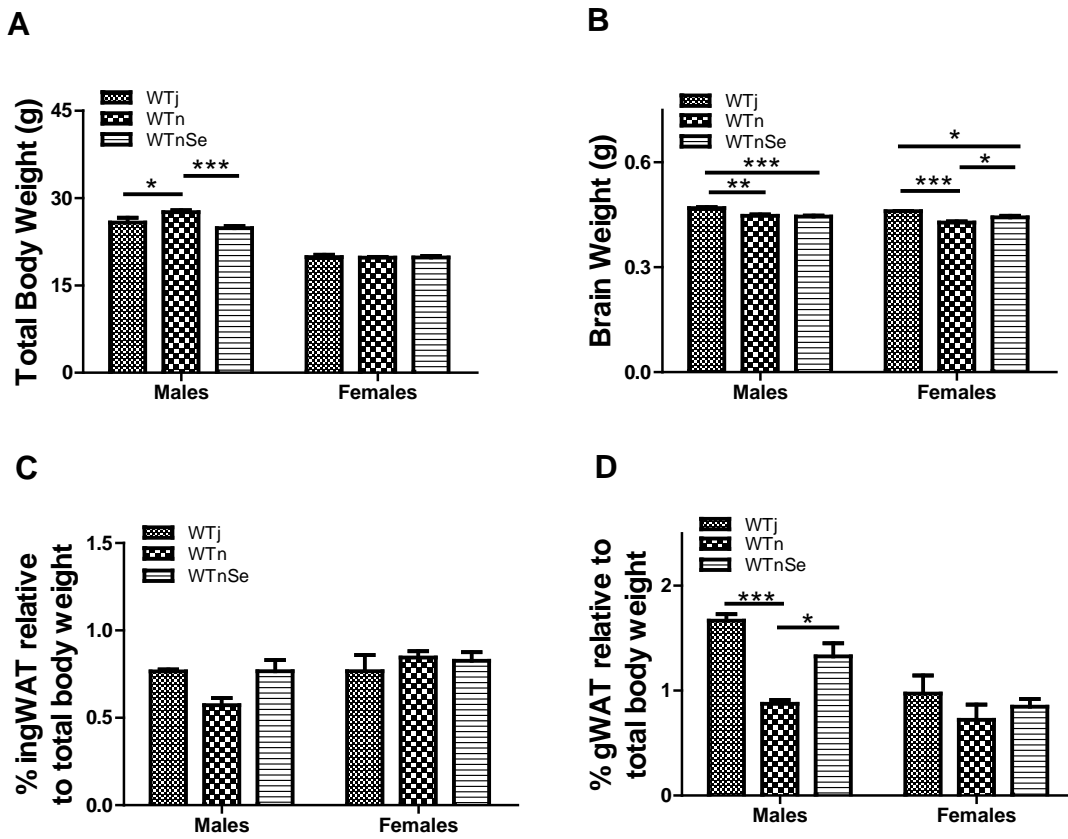 A
Total Body Weight (g)
45
30
15
0
WTj
WTn
WTnSe
*
***
Males
Females
B
Brain Weight (g)
0.6
0.3
0.0
WTj
WTn
WTnSe
***
**
*
*
***
Males
Females
C
% ingWAT relative
to total body weight
1.5
1.0
0.5
0.0
WTj
WTn
WTnSe
Males
Females
D
% gWAT relative to
total body weight
2
1
0
WTj
WTn
WTnSe
***
*
Males
Females